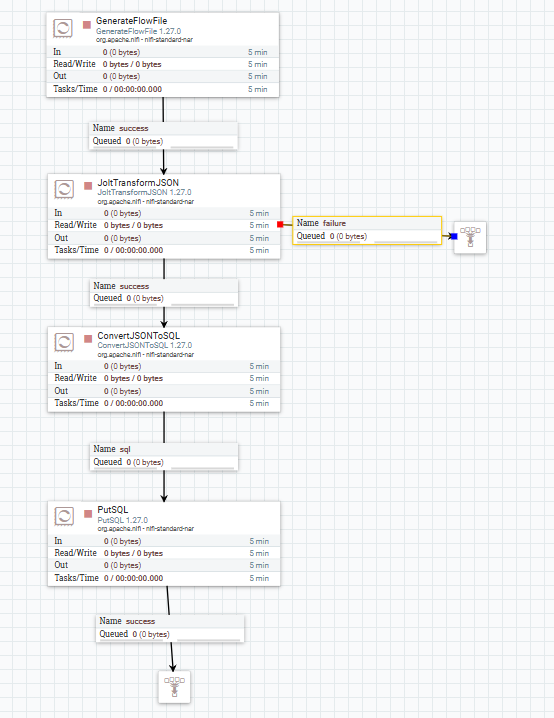 GenerateFlowFile
GenerateFlowFile 1.27.0
org.apache.nifi - nifi-standard-nar
In 0 (0 bytes) 5 min
Read/Write 0 bytes / 0 bytes 5 min
Out 0 (0 bytes) 5 min
Tasks/Time 0 / 00:00:00.000 5 min
Name success
Queued 0 (0 bytes)
JoltTransformJSON
JoltTransformJSON 1.27.0
org.apache.nifi - nifi-standard-nar
In 0 (0 bytes) 5 min
Read/Write 0 bytes / 0 bytes 5 min
Out 0 (0 bytes) 5 min
Tasks/Time 0 / 00:00:00.000 5 min
Name failure
Queued 0 (0 bytes)
Name success
Queued 0 (0 bytes)
ConvertJSONToSQL
ConvertJSONToSQL 1.27.0
org.apache.nifi - nifi-standard-nar
In 0 (0 bytes) 5 min
Read/Write 0 bytes / 0 bytes 5 min
Out 0 (0 bytes) 5 min
Tasks/Time 0 / 00:00:00.000 5 min
Name sql
Queued 0 (0 bytes)
PutSQL
PutSQL 1.27.0
org.apache.nifi - nifi-standard-nar
In 0 (0 bytes) 5 min
Read/Write 0 bytes / 0 bytes 5 min
Out 0 (0 bytes) 5 min
Tasks/Time 0 / 00:00:00.000 5 min
Name success
Queued 0 (0 bytes)